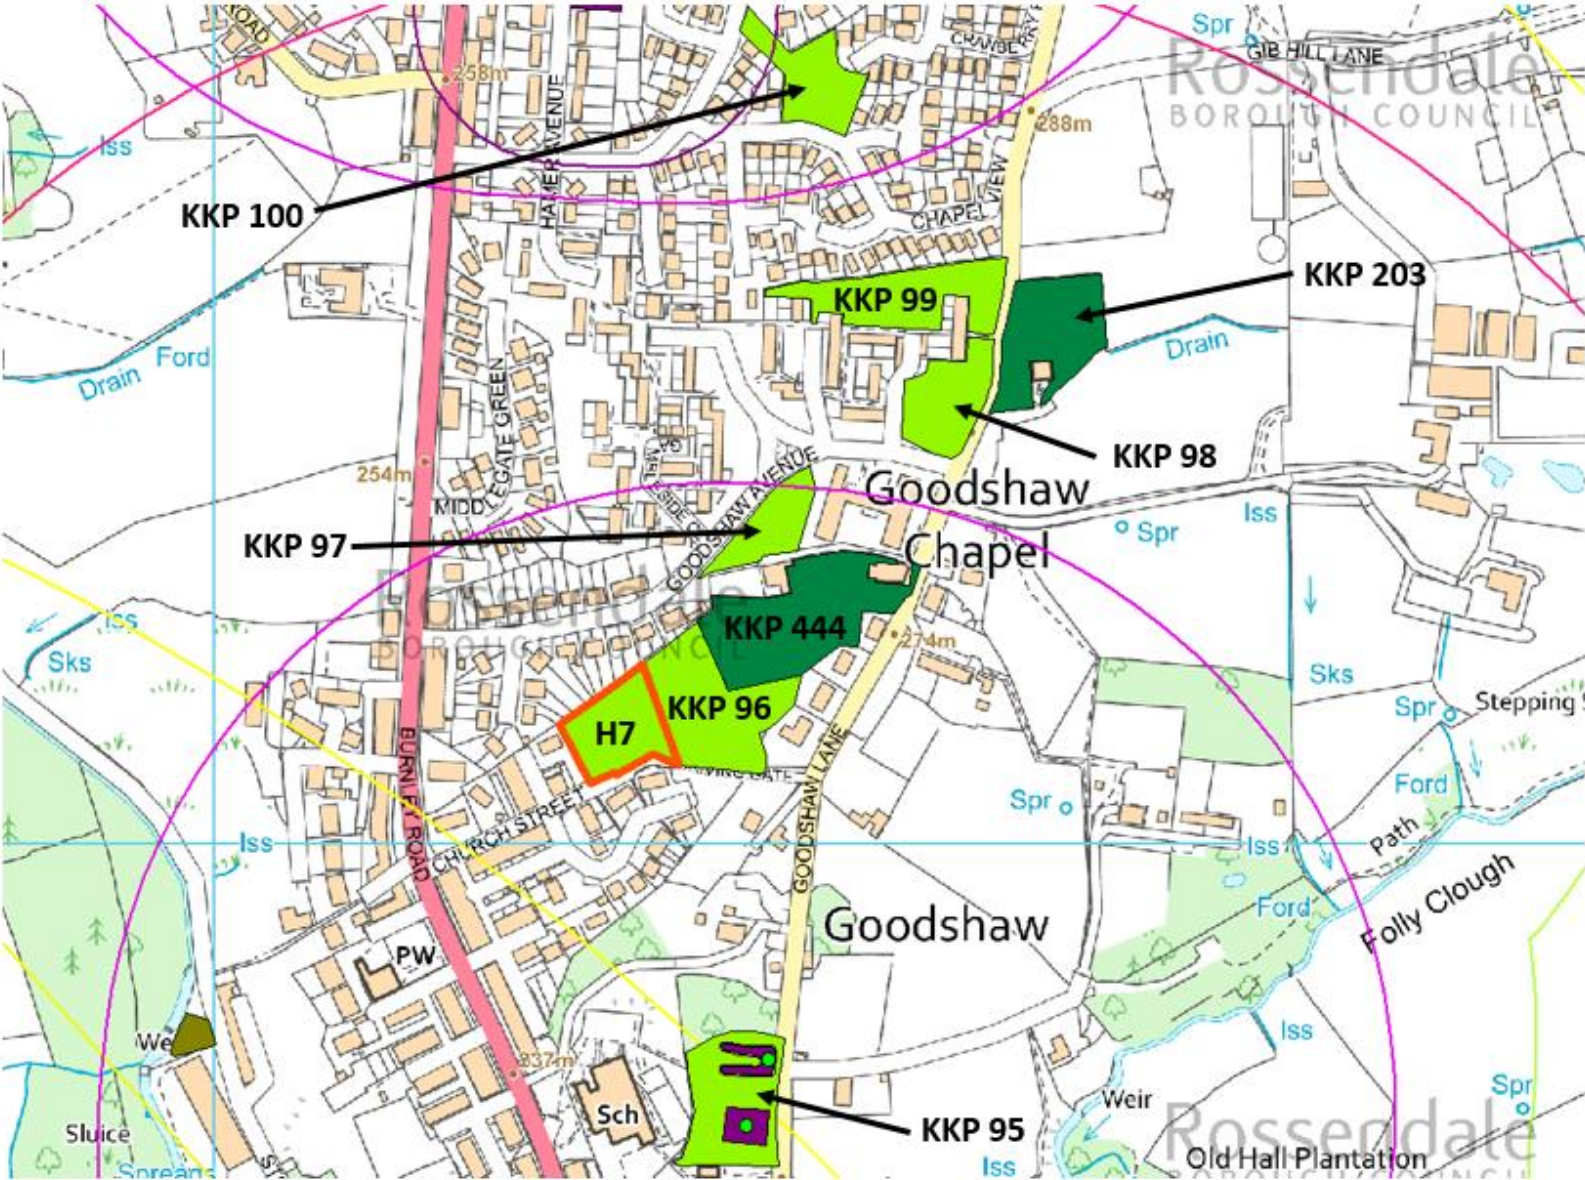 ROAD
258m
CRANBERRY
Spr
GIB HILL LANE
Rossendale
BOROUGH COUNCIL
288m
Iss
HAMER AVENUE
KKP 100
CHAPEL VIEW
KKP 203
KKP 99
Drain
Ford
Drain
MIDDLEGATE GREEN
254m
KKP 98
Goodshaw
Chapel
GOODSHAW AVENUE
KKP 97
Spr
Iss
Rossendale
BOROUGH COUNCIL
Iss
Sks
KKP 444
274m
Sks
KKP 96
H7
Spr
Stepping
BURNLEY ROAD
GOODSHAW LANE
CHURCH STREET
Spr
Ford
Iss
Path
Iss
Ford
Folly Clough
Goodshaw
PW
We
Iss
237m
Sch
KKP 95
Weir
Spr
Sluice
Spreads
Iss
Rossendale
BOROUGH COUNCIL
Old Hall Plantation